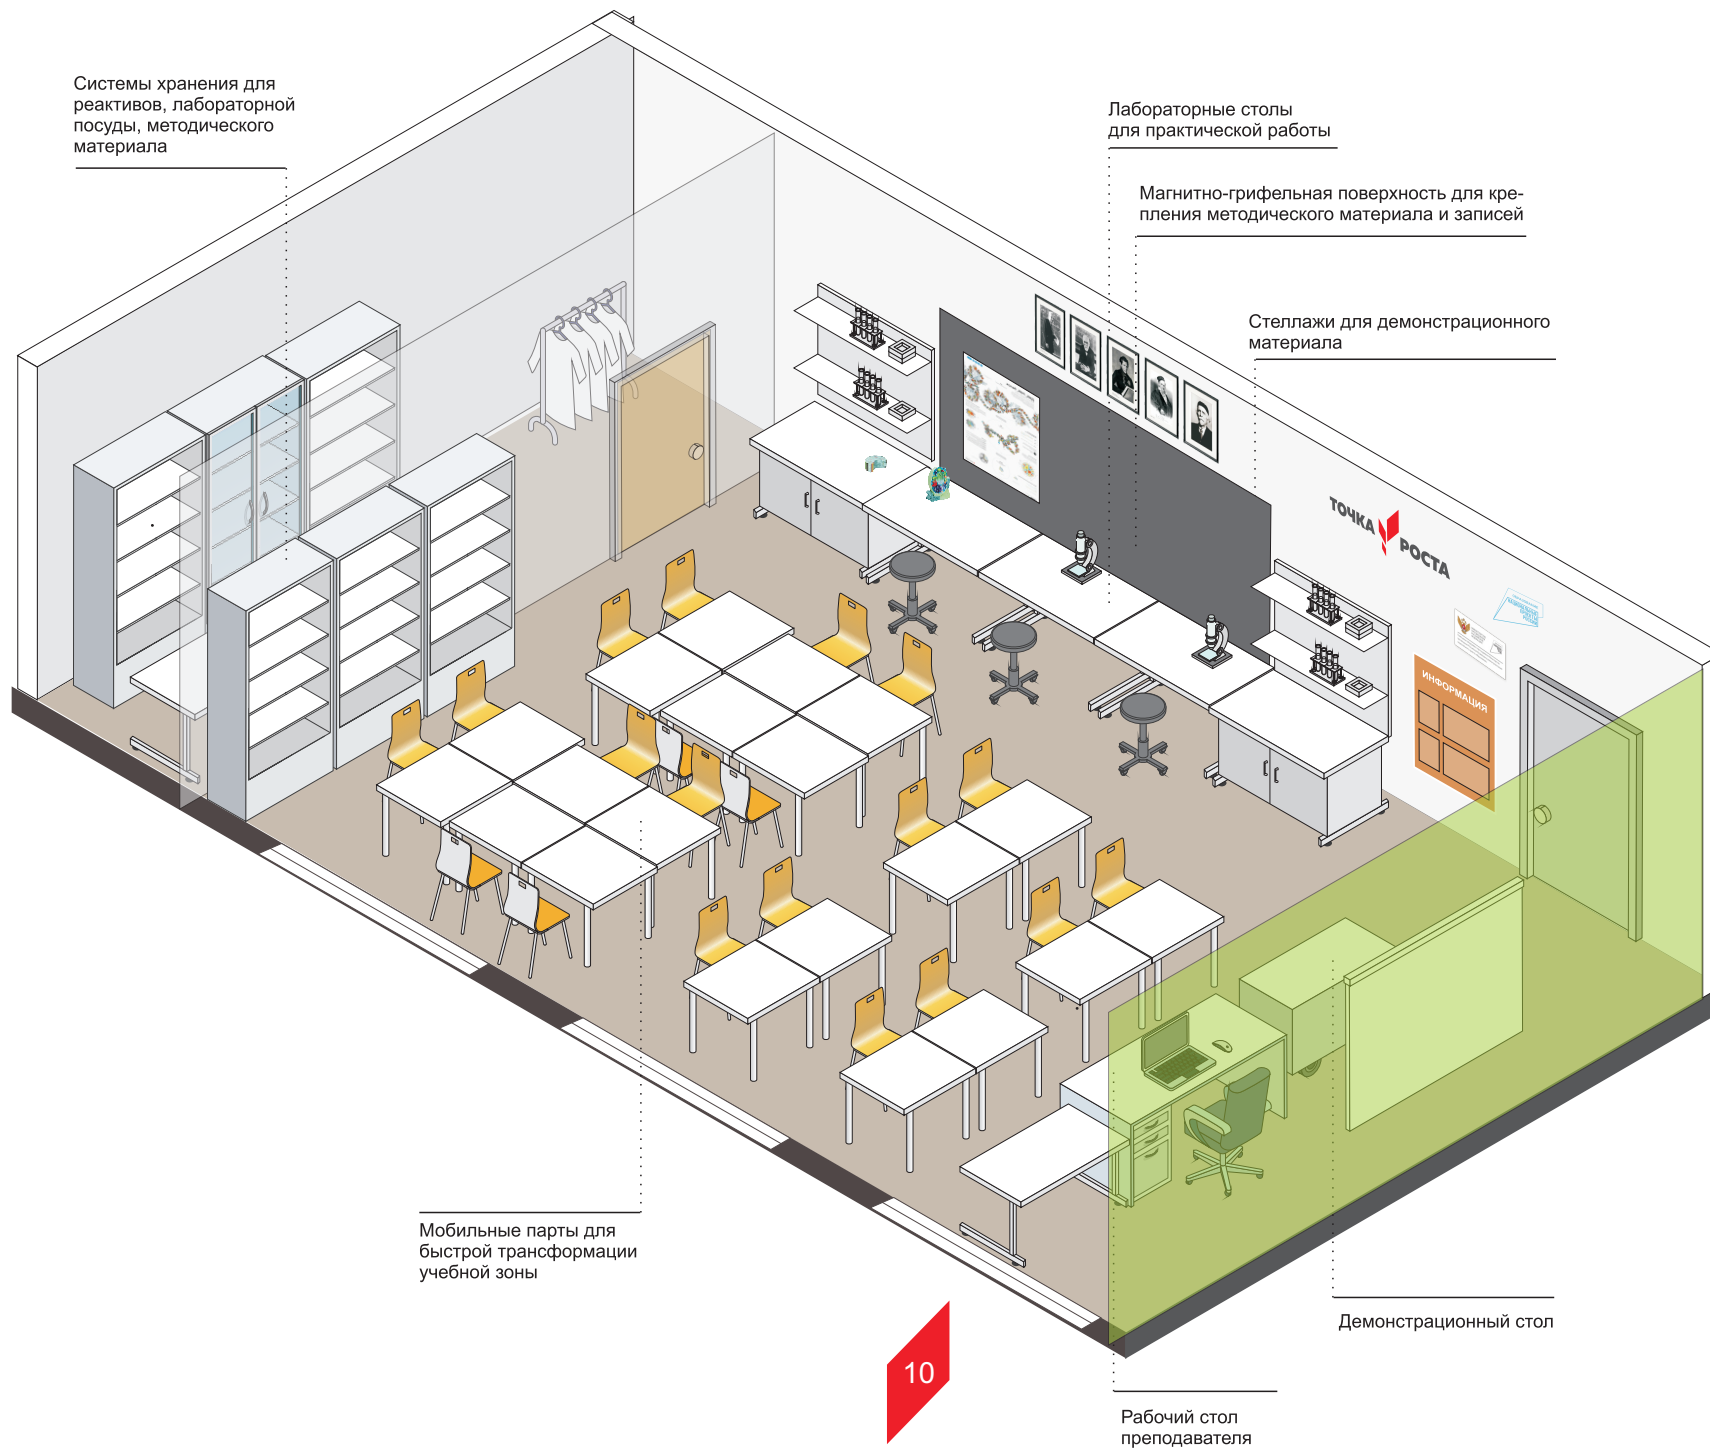 Системы хранения для
реактивов, лабораторной
посуды, методического
материала
Лабораторные столы
для практической работы
Магнитно-грифельная поверхность для кре-
пления методического материала и записей
Стеллажи для демонстрационного
материала
ТОЧКА
РОСТА
ИНФОРМАЦИЯ
Мобильные парты для
быстрой трансформации
учебной зоны
Демонстрационный стол
10
Рабочий стол
преподавателя